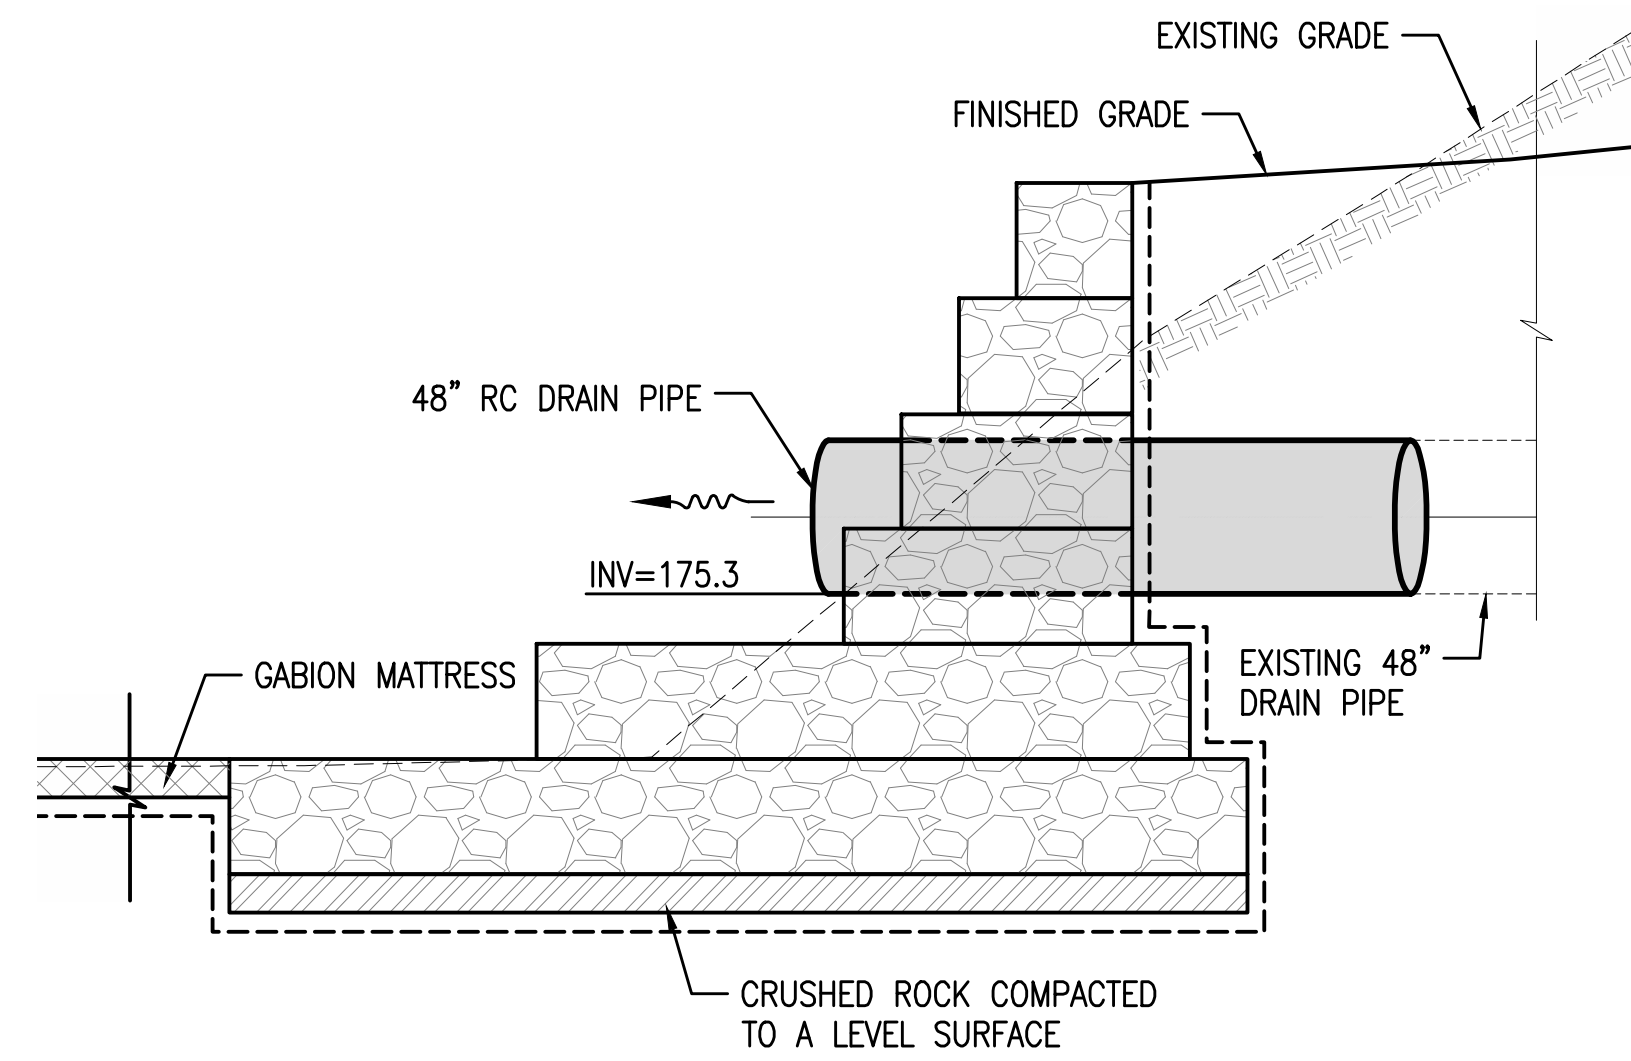 EXISTING GRADE
FINISHED GRADE
48” RC DRAIN PIPE
INV=175.3
EXISTING 48”
DRAIN PIPE
GABION MATTRESS
CRUSHED ROCK COMPACTED
TO A LEVEL SURFACE